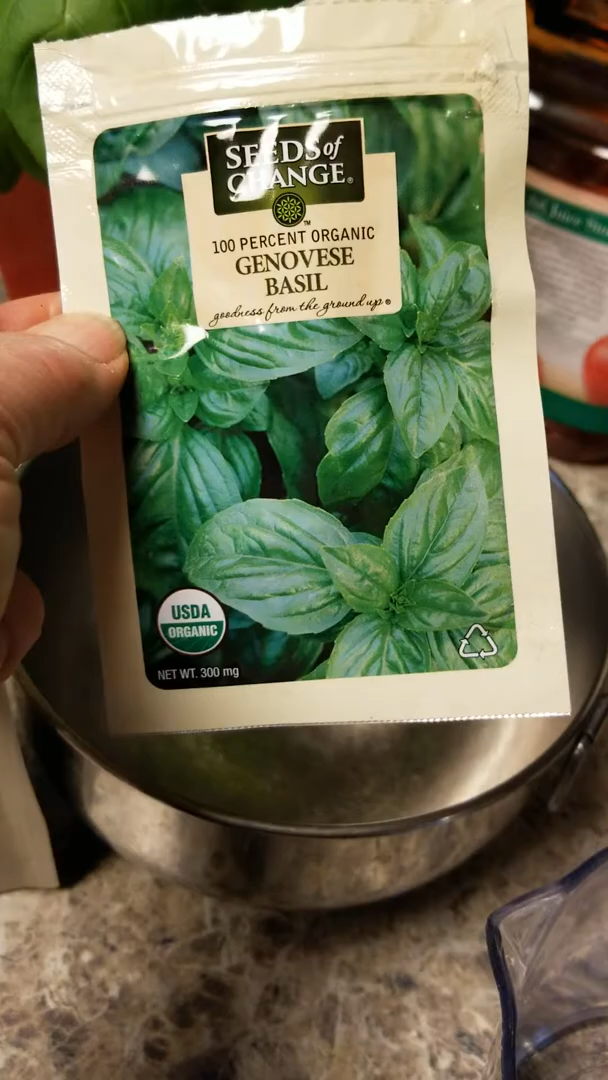 SEEDS of
CHANGE®
TM
100 PERCENT ORGANIC
GENOVESE
BASIL
goodness from the ground up®
USDA
ORGANIC
NET WT. 300 mg